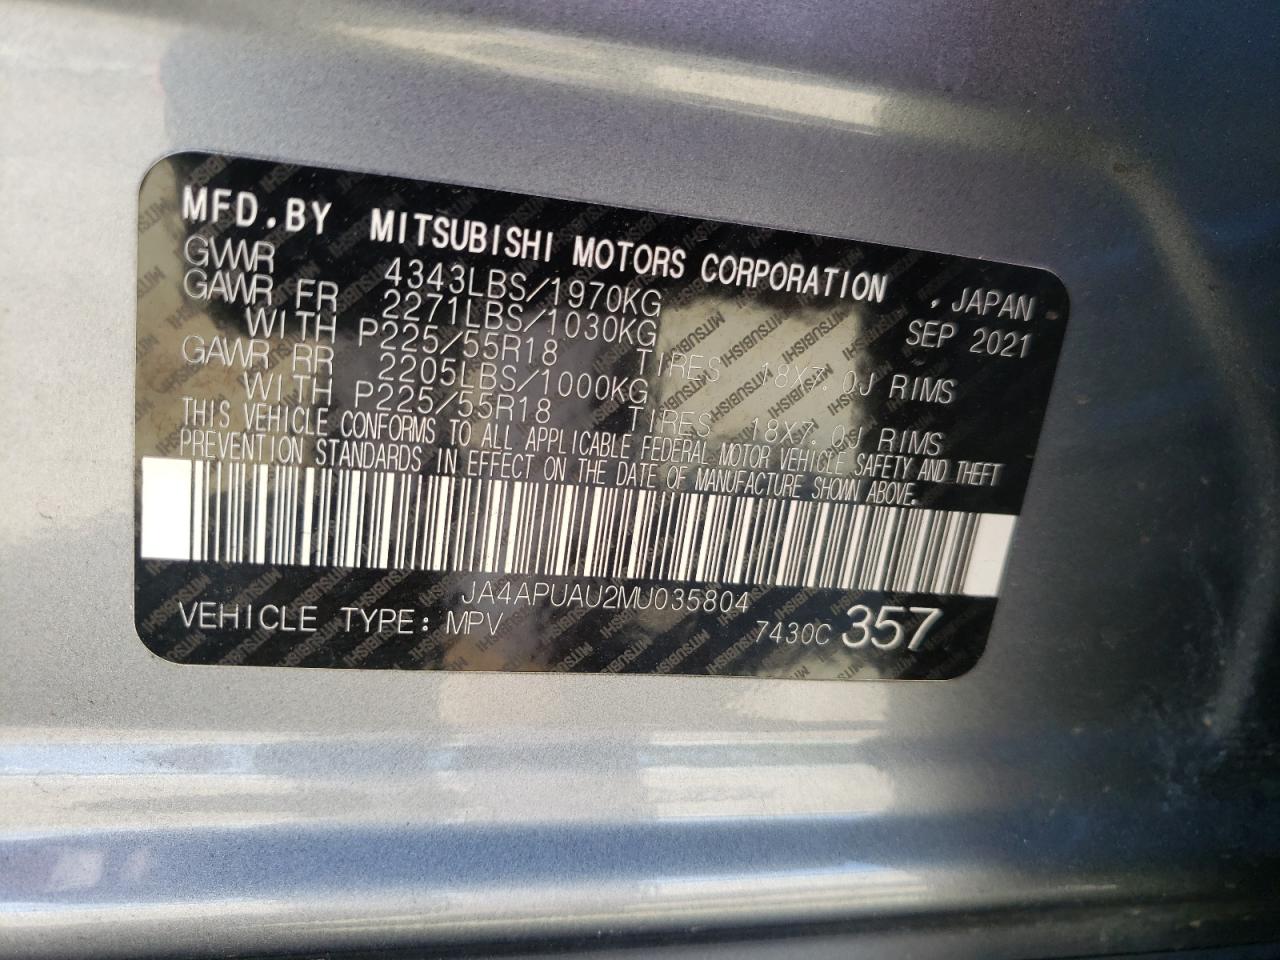 MFD.BY MITSUBISHI MOTORS CORPORATION, JAPAN
GVWR 4343LBS/1970KG SEP 2021
GAWR FR 2271LBS/1030KG
WITH P225/55R18 TIRES 18X7.0J RIMS
GAWR RR 2205LBS/1000KG
WITH P225/55R18 TIRES 18X7.0J RIMS
THIS VEHICLE CONFORMS TO ALL APPLICABLE FEDERAL MOTOR VEHICLE SAFETY AND THEFT
PREVENTION STANDARDS IN EFFECT ON THE DATE OF MANUFACTURE SHOWN ABOVE.
JA4APUAU2MU035804
VEHICLE TYPE: MPV 7430C 357